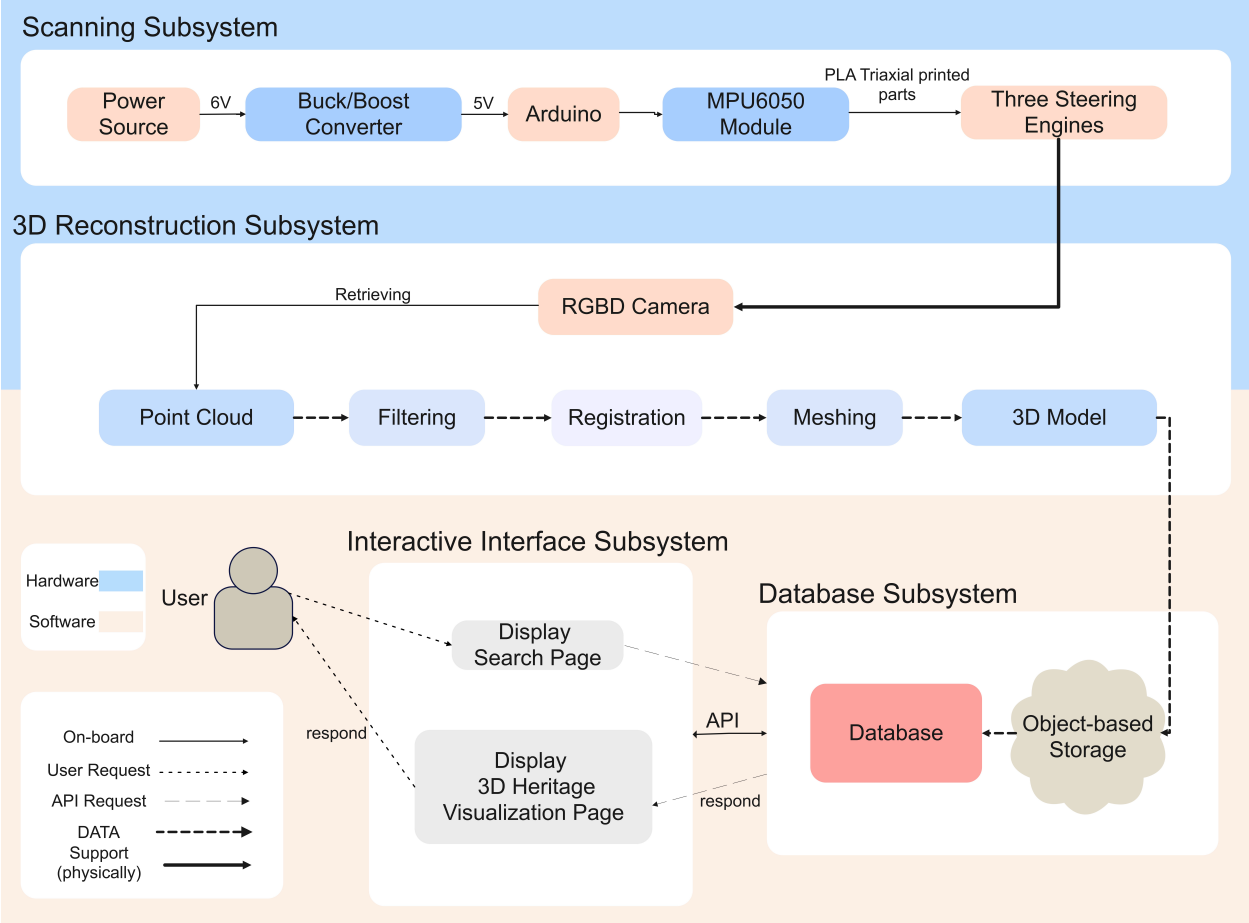 Scanning Subsystem
Power
Source
6V
Buck/Boost
Converter
5V
Arduino
MPU6050
Module
PLA Triaxial printed
parts
Three Steering
Engines
3D Reconstruction Subsystem
Retrieving
RGBD Camera
Point Cloud
Filtering
Registration
Meshing
3D Model
Hardware
Software
User
Interactive Interface Subsystem
Display
Search Page
respond
Display
3D Heritage
Visualization Page
API
respond
Database Subsystem
Database
Object-based
Storage
On-board
User Request
API Request
DATA
Support
(physically)